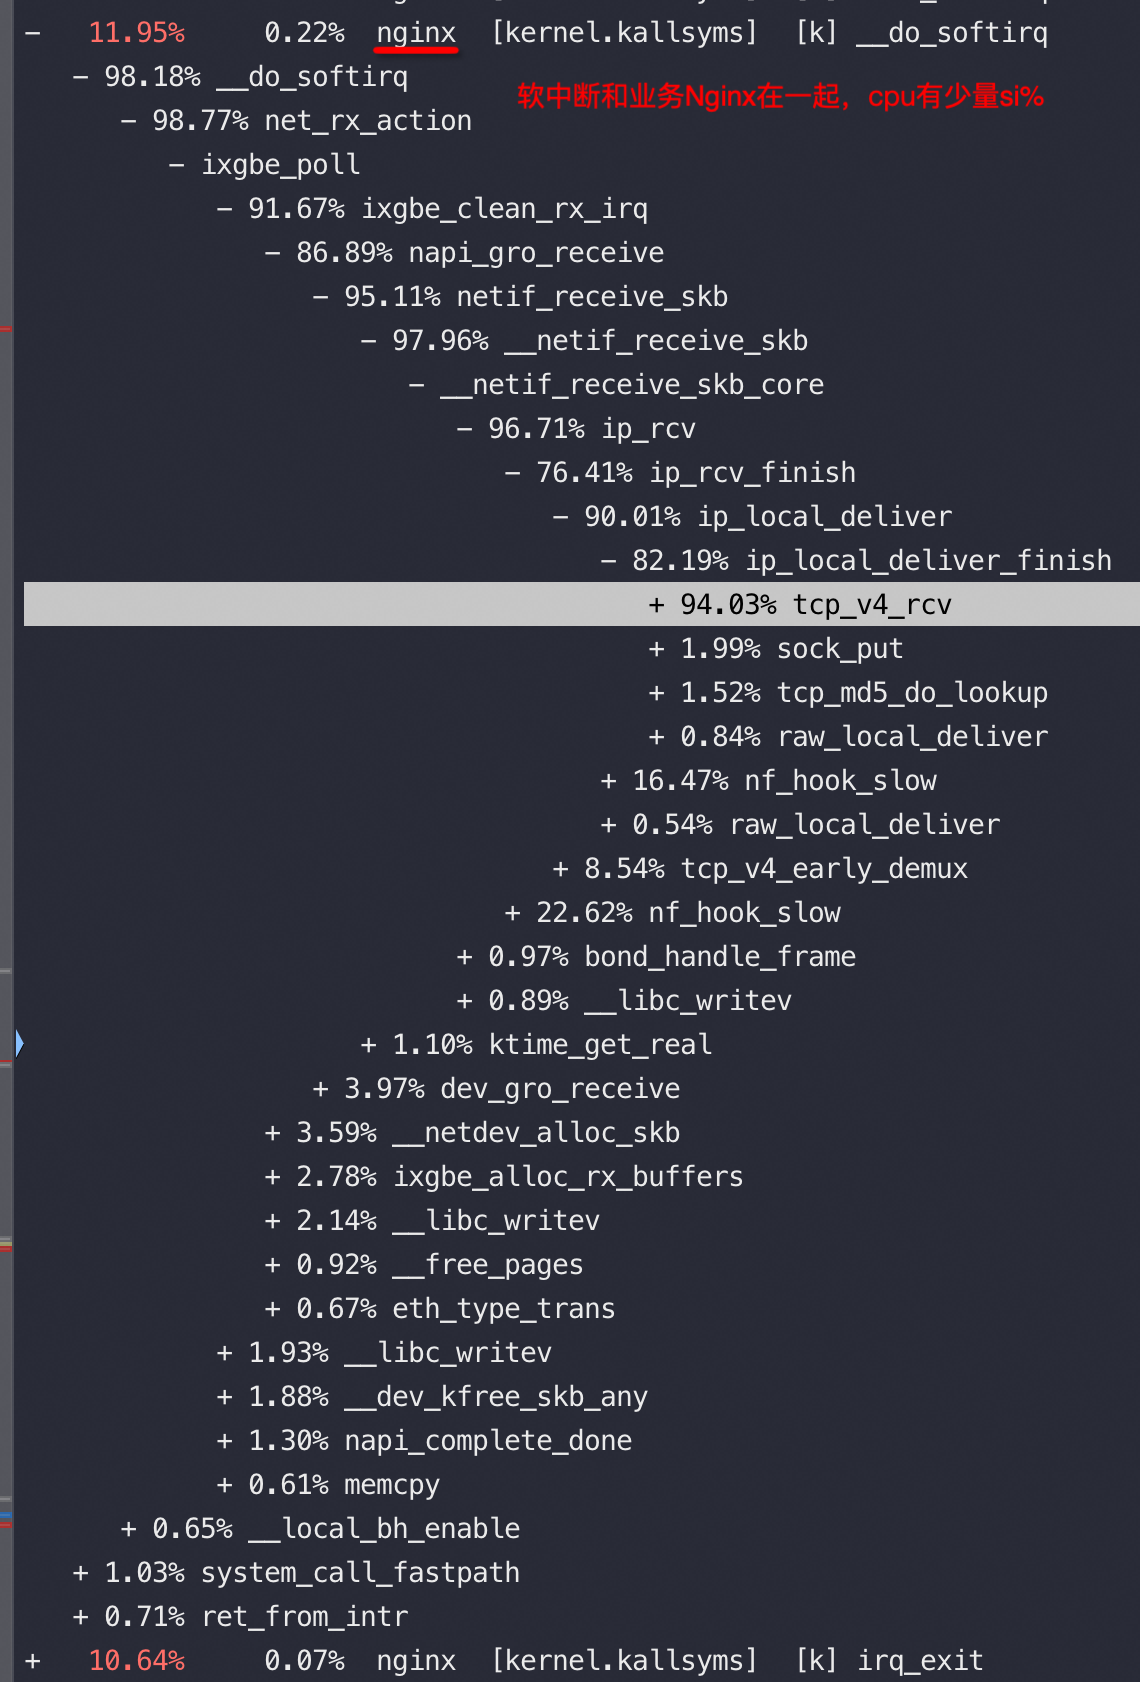 − 11.95% 0.22% nginx [kernel.kallsyms] [k] __do_softirq
− 98.18% __do_softirq
软中断和业务Nginx在一起，cpu有少量si%
− 98.77% net_rx_action
− ixgbe_poll
− 91.67% ixgbe_clean_rx_irq
− 86.89% napi_gro_receive
− 95.11% netif_receive_skb
− 97.96% __netif_receive_skb
− __netif_receive_skb_core
− 96.71% ip_rcv
− 76.41% ip_rcv_finish
− 90.01% ip_local_deliver
− 82.19% ip_local_deliver_finish
+ 94.03% tcp_v4_rcv
+ 1.99% sock_put
+ 1.52% tcp_md5_do_lookup
+ 0.84% raw_local_deliver
+ 16.47% nf_hook_slow
+ 0.54% raw_local_deliver
+ 8.54% tcp_v4_early_demux
+ 22.62% nf_hook_slow
+ 0.97% bond_handle_frame
+ 0.89% __libc_writev
+ 1.10% ktime_get_real
+ 3.97% dev_gro_receive
+ 3.59% __netdev_alloc_skb
+ 2.78% ixgbe_alloc_rx_buffers
+ 2.14% __libc_writev
+ 0.92% __free_pages
+ 0.67% eth_type_trans
+ 1.93% __libc_writev
+ 1.88% __dev_kfree_skb_any
+ 1.30% napi_complete_done
+ 0.61% memcpy
+ 0.65% __local_bh_enable
+ 1.03% system_call_fastpath
+ 0.71% ret_from_intr
+ 10.64% 0.07% nginx [kernel.kallsyms] [k] irq_exit